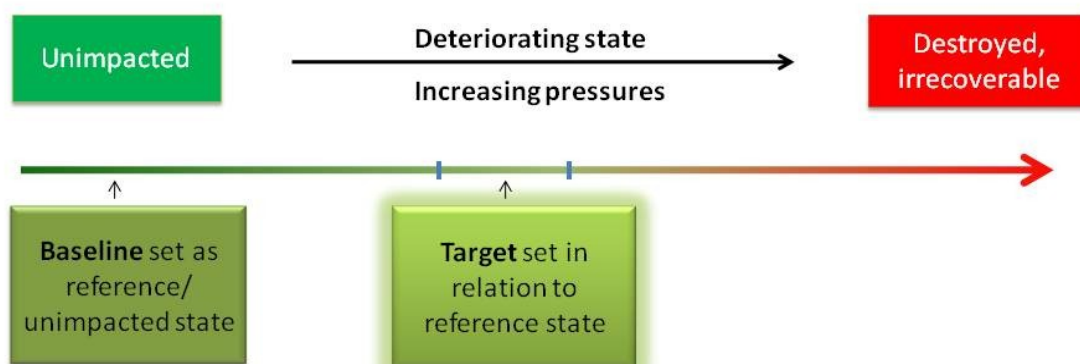 Unimpacted
Deteriorating state
Increasing pressures
Destroyed,
irrecoverable
Baseline set as
reference/
unimpacted state
Target set in
relation to
reference state